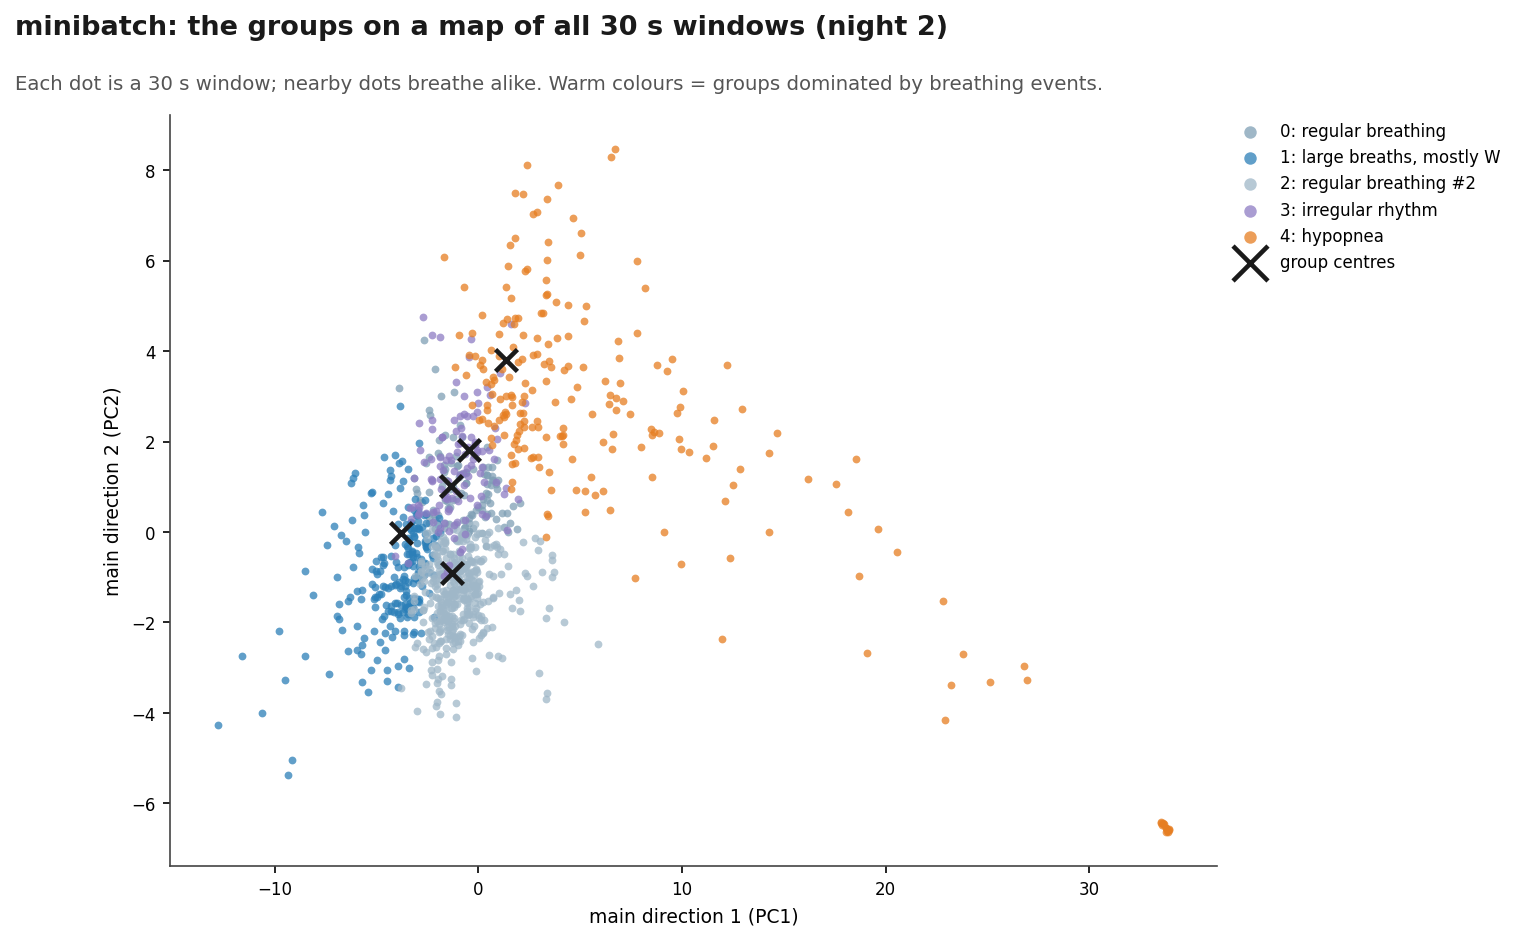 minibatch: the groups on a map of all 30 s windows (night 2)
Each dot is a 30 s window; nearby dots breathe alike. Warm colours = groups dominated by breathing events.
0: regular breathing
1: large breaths, mostly W
2: regular breathing #2
3: irregular rhythm
4: hypopnea
group centres
main direction 2 (PC2)
8
6
4
2
0
−2
−4
−6
−10
0
10
20
30
main direction 1 (PC1)